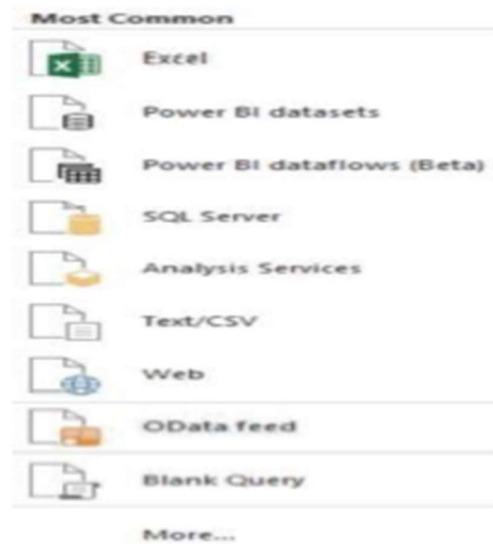 Most Common
Excel
Power BI datasets
Power BI dataflows (Beta)
SQL Server
Analysis Services
Text/CSV
Web
OData feed
Blank Query
More...